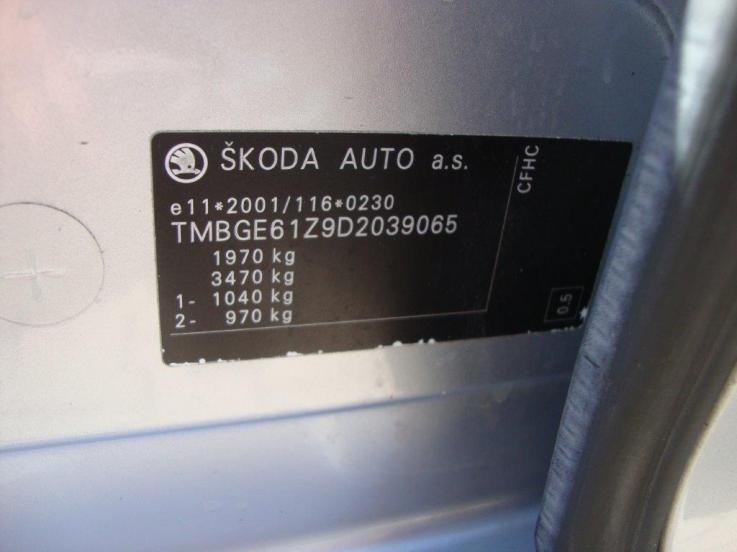 ŠKODA AUTO a.s.
e11*2001/116*0230
TMBGE61Z9D2039065
1970 kg
3470 kg
1- 1040 kg
2- 970 kg
CFHC
0.5